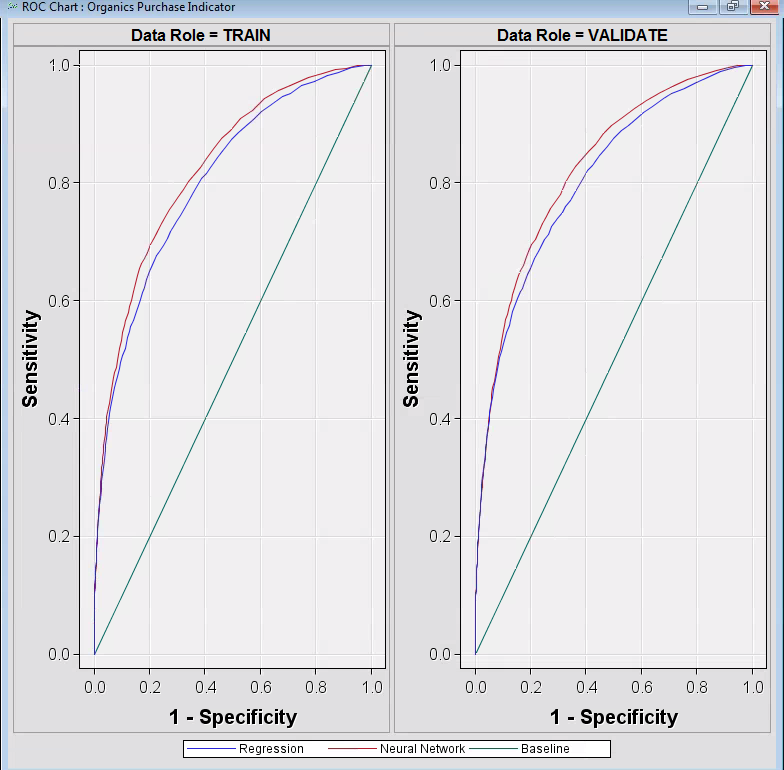 ROC Chart : Organics Purchase Indicator
Data Role = TRAIN
Data Role = VALIDATE
1.0
0.8
0.6
0.4
0.2
0.0
Sensitivity
0.0 0.2 0.4 0.6 0.8 1.0
1 - Specificity
1.0
0.8
0.6
0.4
0.2
0.0
Sensitivity
0.0 0.2 0.4 0.6 0.8 1.0
1 - Specificity
Regression Neural Network Baseline